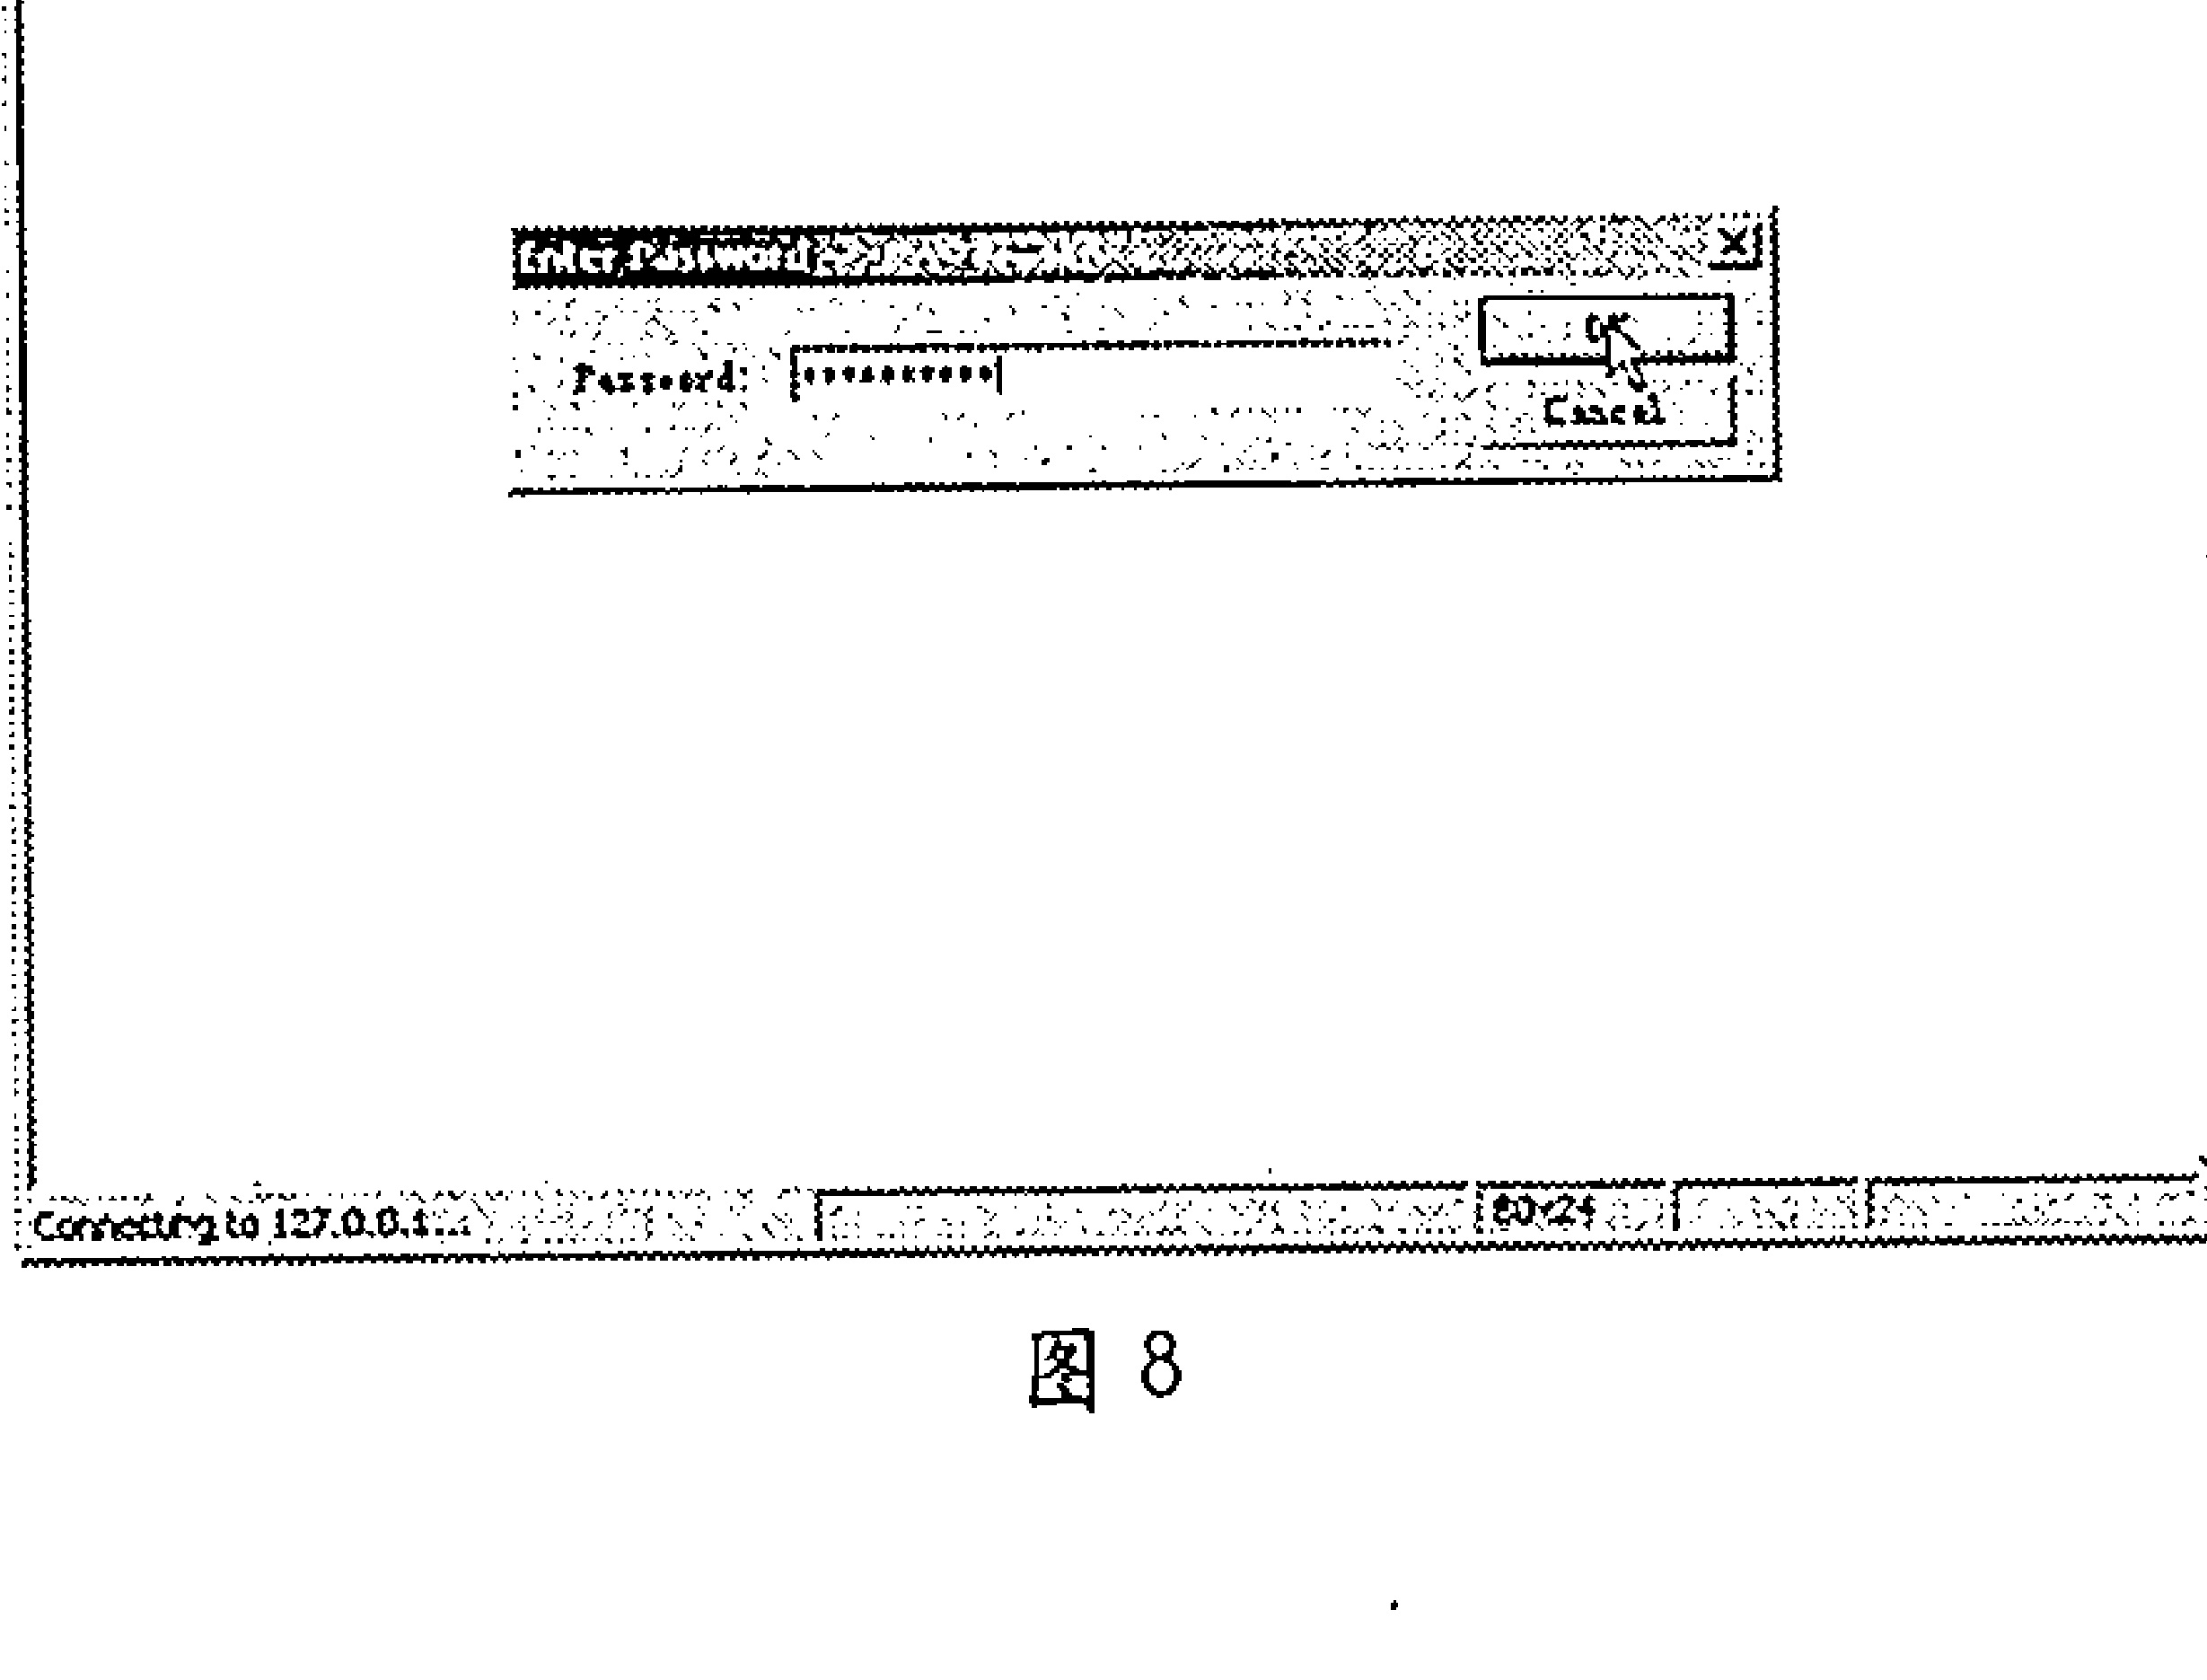 Enter Password
OK
Password: **********
Cancel
Connecting to 127.0.0.1...
80x24
图 8